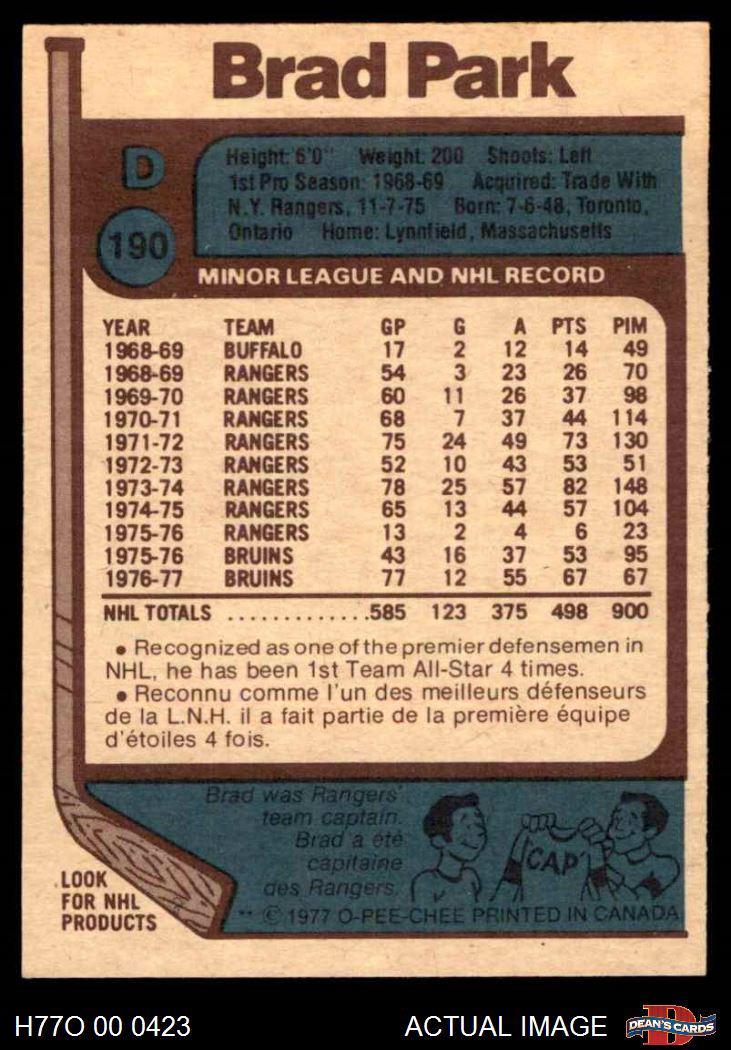 Brad Park
D
190
Height: 6'0" Weight: 200 Shoots: Left
1st Pro Season: 1968-69 Acquired: Trade With
N.Y. Rangers, 11-7-75 Born: 7-6-48, Toronto,
Ontario Home: Lynnfield, Massachusetts
MINOR LEAGUE AND NHL RECORD
YEAR TEAM GP G A PTS PIM
1968-69 BUFFALO 17 2 12 14 49
1968-69 RANGERS 54 3 23 26 70
1969-70 RANGERS 60 11 26 37 98
1970-71 RANGERS 68 7 37 44 114
1971-72 RANGERS 75 24 49 73 130
1972-73 RANGERS 52 10 43 53 51
1973-74 RANGERS 78 25 57 82 148
1974-75 RANGERS 65 13 44 57 104
1975-76 RANGERS 13 2 4 6 23
1975-76 BRUINS 43 16 37 53 95
1976-77 BRUINS 77 12 55 67 67
NHL TOTALS .............585 123 375 498 900
• Recognized as one of the premier defensemen in
NHL, he has been 1st Team All-Star 4 times.
• Reconnu comme l'un des meilleurs défenseurs
de la L.N.H. il a fait partie de la première équipe
d'étoiles 4 fois.
Brad was Rangers'
team captain.
Brad a été
capitaine
des Rangers.
CAP'
LOOK
FOR NHL
PRODUCTS
** © 1977 O-PEE-CHEE PRINTED IN CANADA
H77O 00 0423 ACTUAL IMAGE
D
DEAN'S CARDS